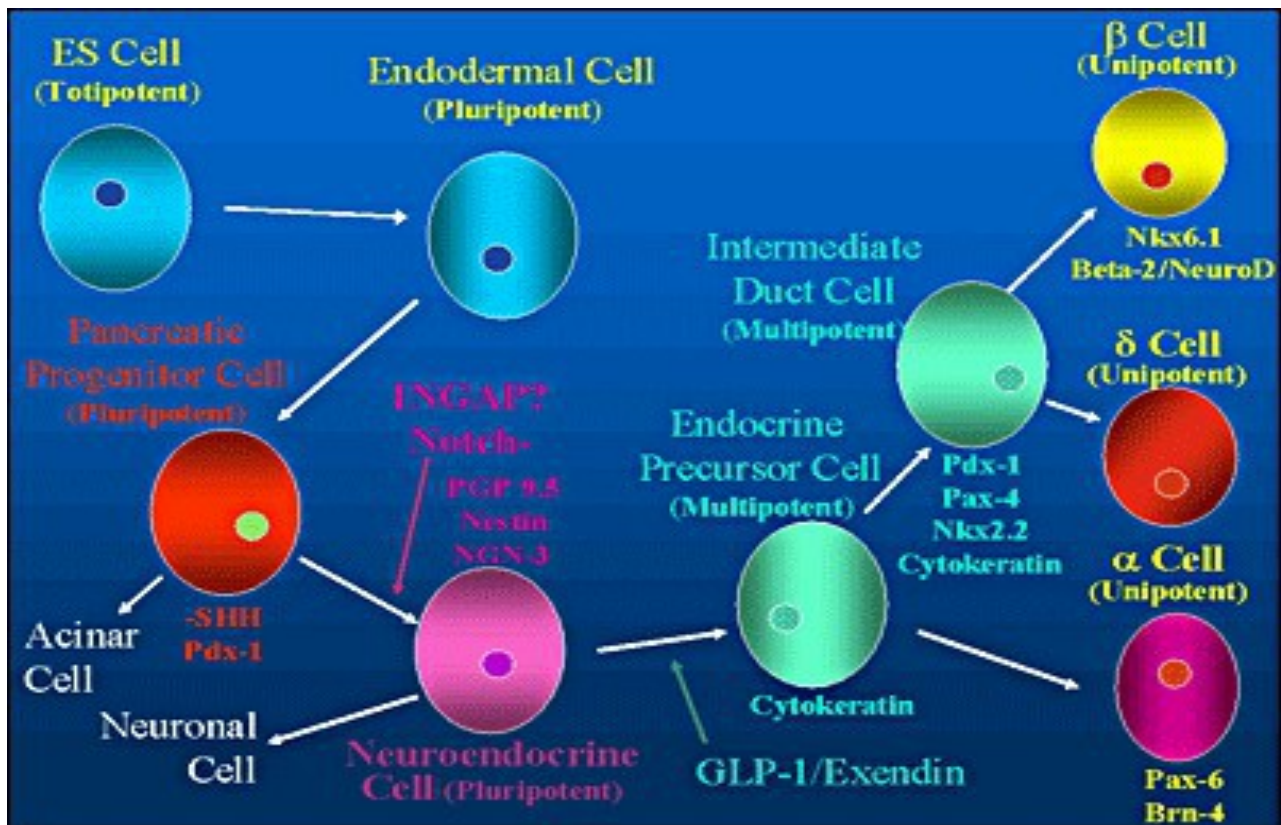 ES Cell
(Totipotent)
Endodermal Cell
(Pluripotent)
β Cell
(Unipotent)
Nkx6.1
Beta-2/NeuroD
Intermediate
Duct Cell
(Multipotent)
Pancreatic
Progenitor Cell
(Pluripotent)
δ Cell
(Unipotent)
INGAP?
Notch-
PGP 9.5
Nestin
NGN-3
Endocrine
Precursor Cell
(Multipotent)
Pdx-1
Pax-4
Nkx2.2
Cytokeratin
α Cell
(Unipotent)
-SHH
Pdx-1
Acinar
Cell
Neuronal
Cell
Neuroendocrine
Cell (Pluripotent)
Cytokeratin
GLP-1/Exendin
Pax-6
Brn-4